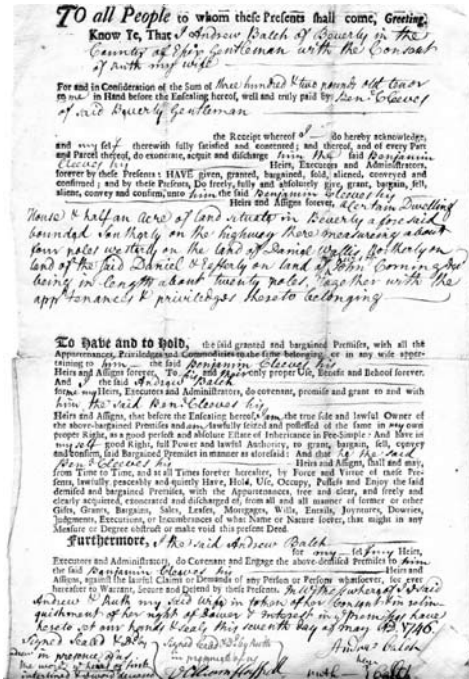 TO all People to whom these Presents shall come, Greeting,
Know Ye, That I Andrew Balch of Beverly in the
County of Essex Gentleman with the Consent
of Ruth my wife
For and in Consideration of the Sum of three hundred & two pounds old tenor
to me in Hand before the Ensealing hereof, well and truly paid by Benj.ᵃ Cleeves
of said Beverly Gentleman
the Receipt whereof I do hereby acknowledge,
and my self therewith fully satisfied and contented; and thereof, and of every Part
and Parcel thereof, do exonerate, acquit and discharge him the said Benjamin
Cleeves his Heirs, Executors and Administrators,
forever by these Presents: HAVE given, granted, bargained, sold, aliened, conveyed and
confirmed; and by these Presents, Do freely, fully and absolutely give, grant, bargain, sell,
aliene, convey and confirm, unto him the said Benjamin Cleeves his
Heirs and Assigns forever, A Certain Dwelling
House & half an acre of land situate in Beverly afore said
bounded Southerly on the highway there measuring about
four poles westerly on the land of Daniel Wallis, Northerly on
land of the said Daniel & Easterly on land of John Corning
being in length about twenty poles. Together with the
appurtenances & priviledges thereto belonging
To Have and to Hold, the said granted and bargained Premises, with all the
Appurtenances, Priviledges and Commodities to the same belonging, or in any wise apper-
taining to him the said Benjamin Cleeves his
Heirs and Assigns forever, To his and their only proper Use, Benefit and Behoof forever.
And I the said Andrew Balch
for me my Heirs, Executors and Administrators, do covenant, promise and grant to and with
him the said Benj.ᵃ Cleeves his
Heirs and Assigns, that before the Ensealing hereof, I am the true sole and lawful Owner of
the above-bargained Premises and am lawfully seized and possessed of the same in my own
proper Right, as a good perfect and absolute Estate of Inheritance in Fee-Simple: And have in
my self good Right, full Power and lawful Authority, to grant, bargain, sell, convey
and confirm, said Bargained Premises in manner as aforesaid: And that he the said
Benj.ᵃ Cleeves his Heirs and Assigns, shall and may,
from Time to Time, and at all Times forever hereafter, by Force and Virtue of these Pre-
sents, lawfully, peaceably and quietly Have, Hold, Use, Occupy, Possess and Enjoy the said
demised and bargained Premises, with the Appurtenances, free and clear, and freely and
clearly acquitted, exonerated and discharged of, from all and all manner of former or other
Gifts, Grants, Bargains, Sales, Leases, Mortgages, Wills, Entails, Joyntures, Dowries,
Judgments, Executions, or Incumbrances of what Name or Nature soever, that might in any
Measure or Degree obstruct or make void this present Deed.
Furthermore, I the said Andrew Balch
for my self my Heirs,
Executors and Administrators, do Covenant and Engage the above-demised Premises to him
the said Benjamin Cleeves his Heirs and
Assigns, against the lawful Claims or Demands of any Person or Persons whatsoever, for ever
hereafter to Warrant, Secure and Defend by these Presents. In Witness whereof I the said
Andrew & Ruth my said Wife in token of her Consent & relin-
quishment of her right of Dower & interest in the Premises have
hereto set our hands & seals this seventh day of May 1746.
Signed Sealed & Signed Sealed & by Ruth Andrew Balch
in presence of us in presence of us her
Ruth Balch